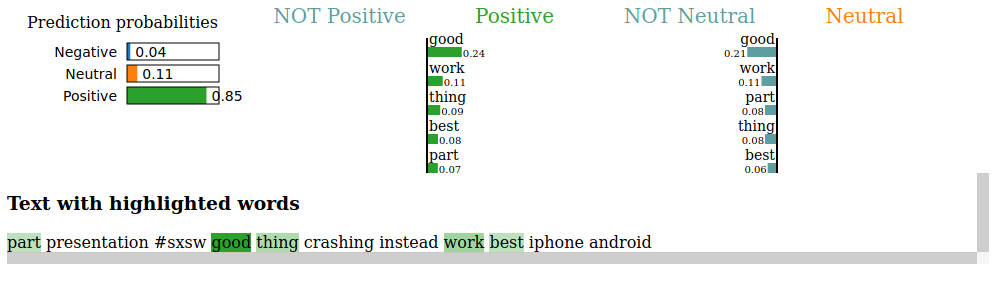 Prediction probabilities
Negative 0.04
Neutral 0.11
Positive 0.85
NOT Positive Positive
good
0.24
work
0.11
thing
0.09
best
0.08
part
0.07
NOT Neutral Neutral
good
0.21
work
0.11
part
0.08
thing
0.08
best
0.06
Text with highlighted words
part presentation #sxsw good thing crashing instead work best iphone android